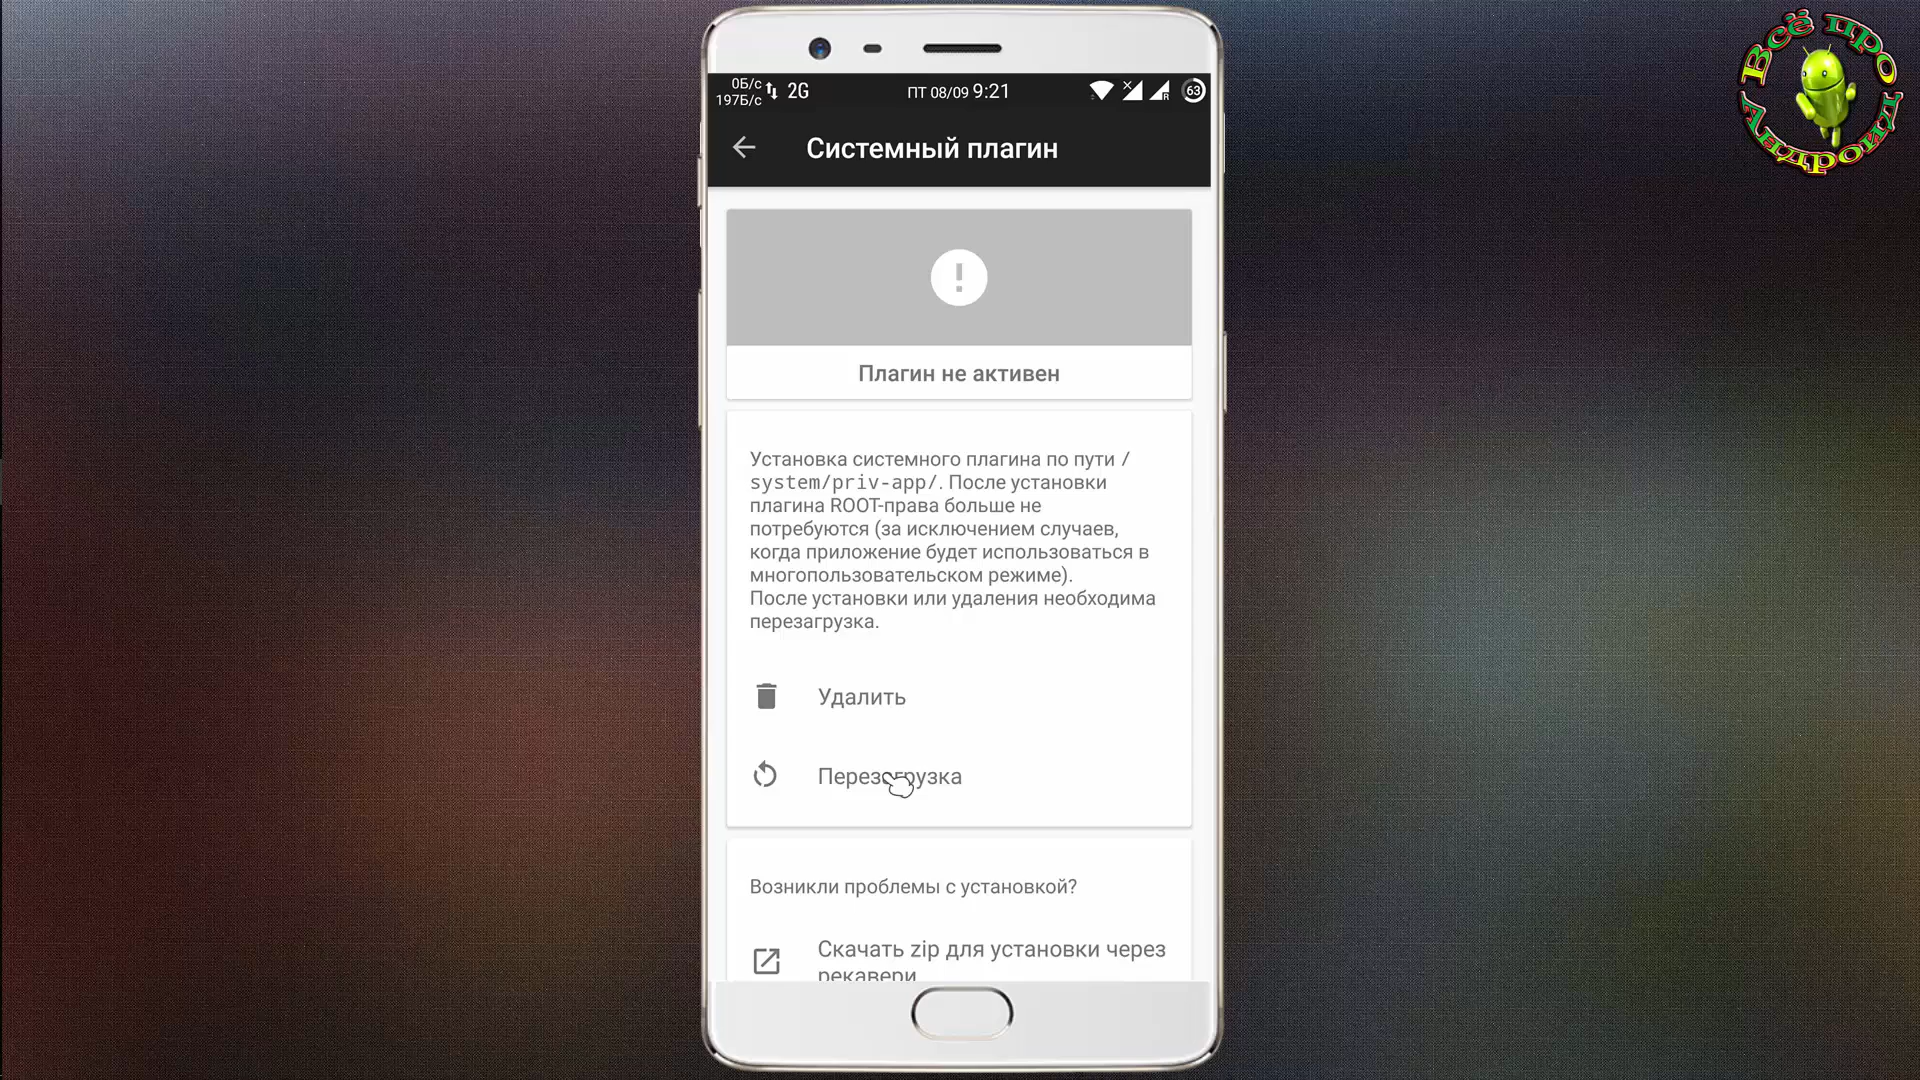 0Б/с
197Б/с
2G
ПТ 08/09 9:21
R
63
Системный плагин
Плагин не активен
Установка системного плагина по пути /
system/priv-app/. После установки
плагина ROOT-права больше не
потребуются (за исключением случаев,
когда приложение будет использоваться в
многопользовательском режиме).
После установки или удаления необходима
перезагрузка.
Удалить
Перезагрузка
Возникли проблемы с установкой?
Скачать zip для установки через
рекавери
Всё про
Андройд